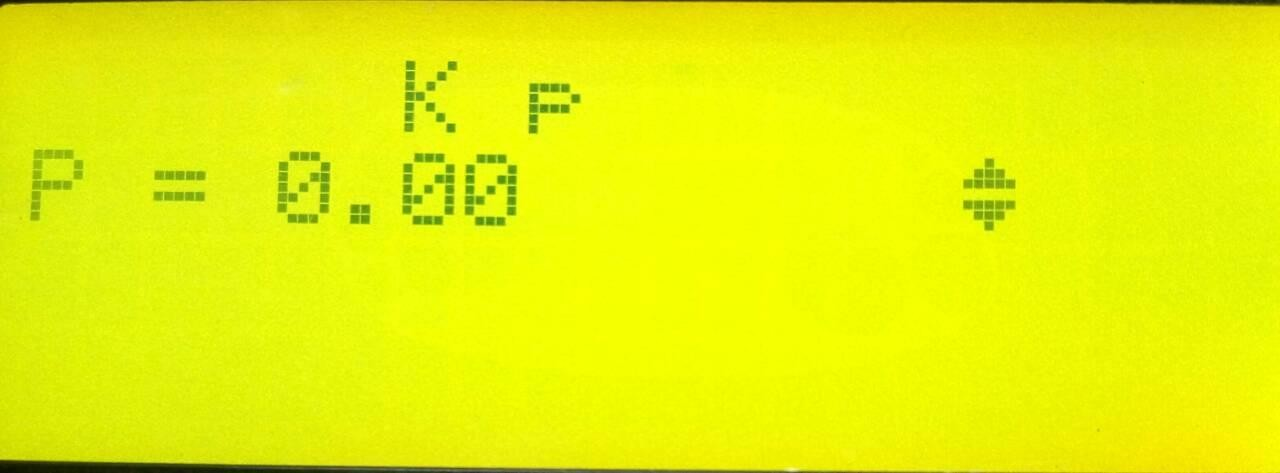 K P
P = 0.00